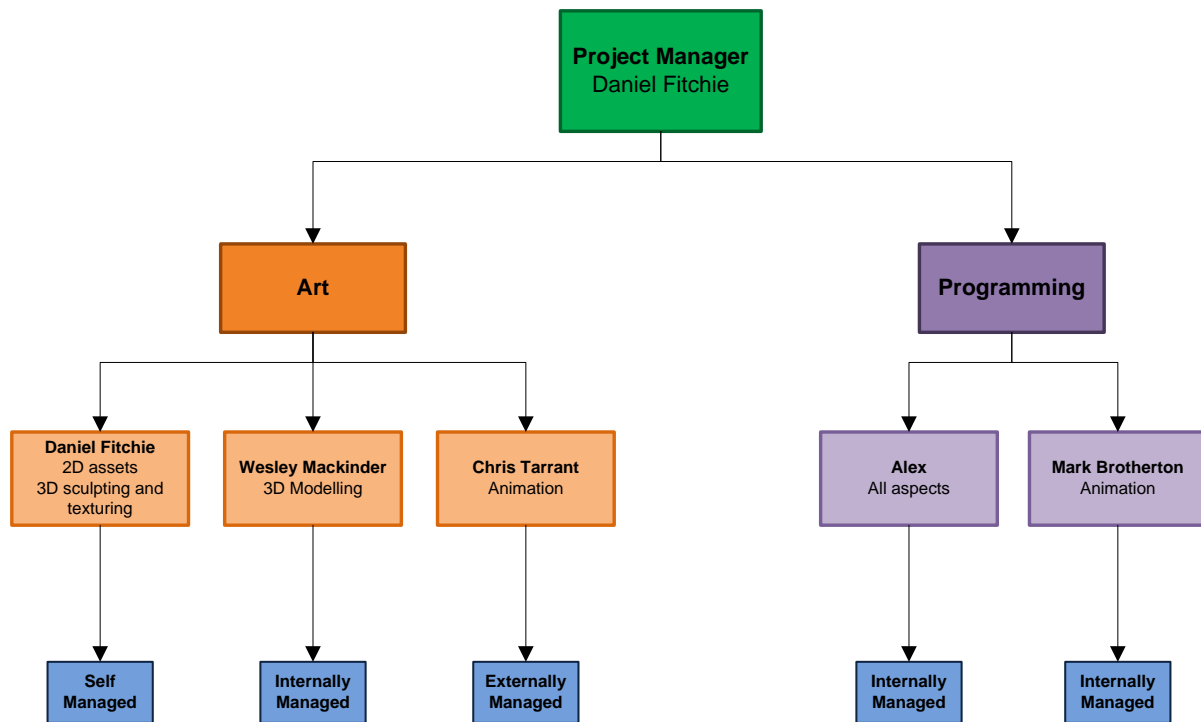 Project Manager
Daniel Fitchie
Art
Programming
Daniel Fitchie
2D assets
3D sculpting and
texturing
Wesley Mackinder
3D Modelling
Chris Tarrant
Animation
Alex
All aspects
Mark Brotherton
Animation
Self
Managed
Internally
Managed
Externally
Managed
Internally
Managed
Internally
Managed